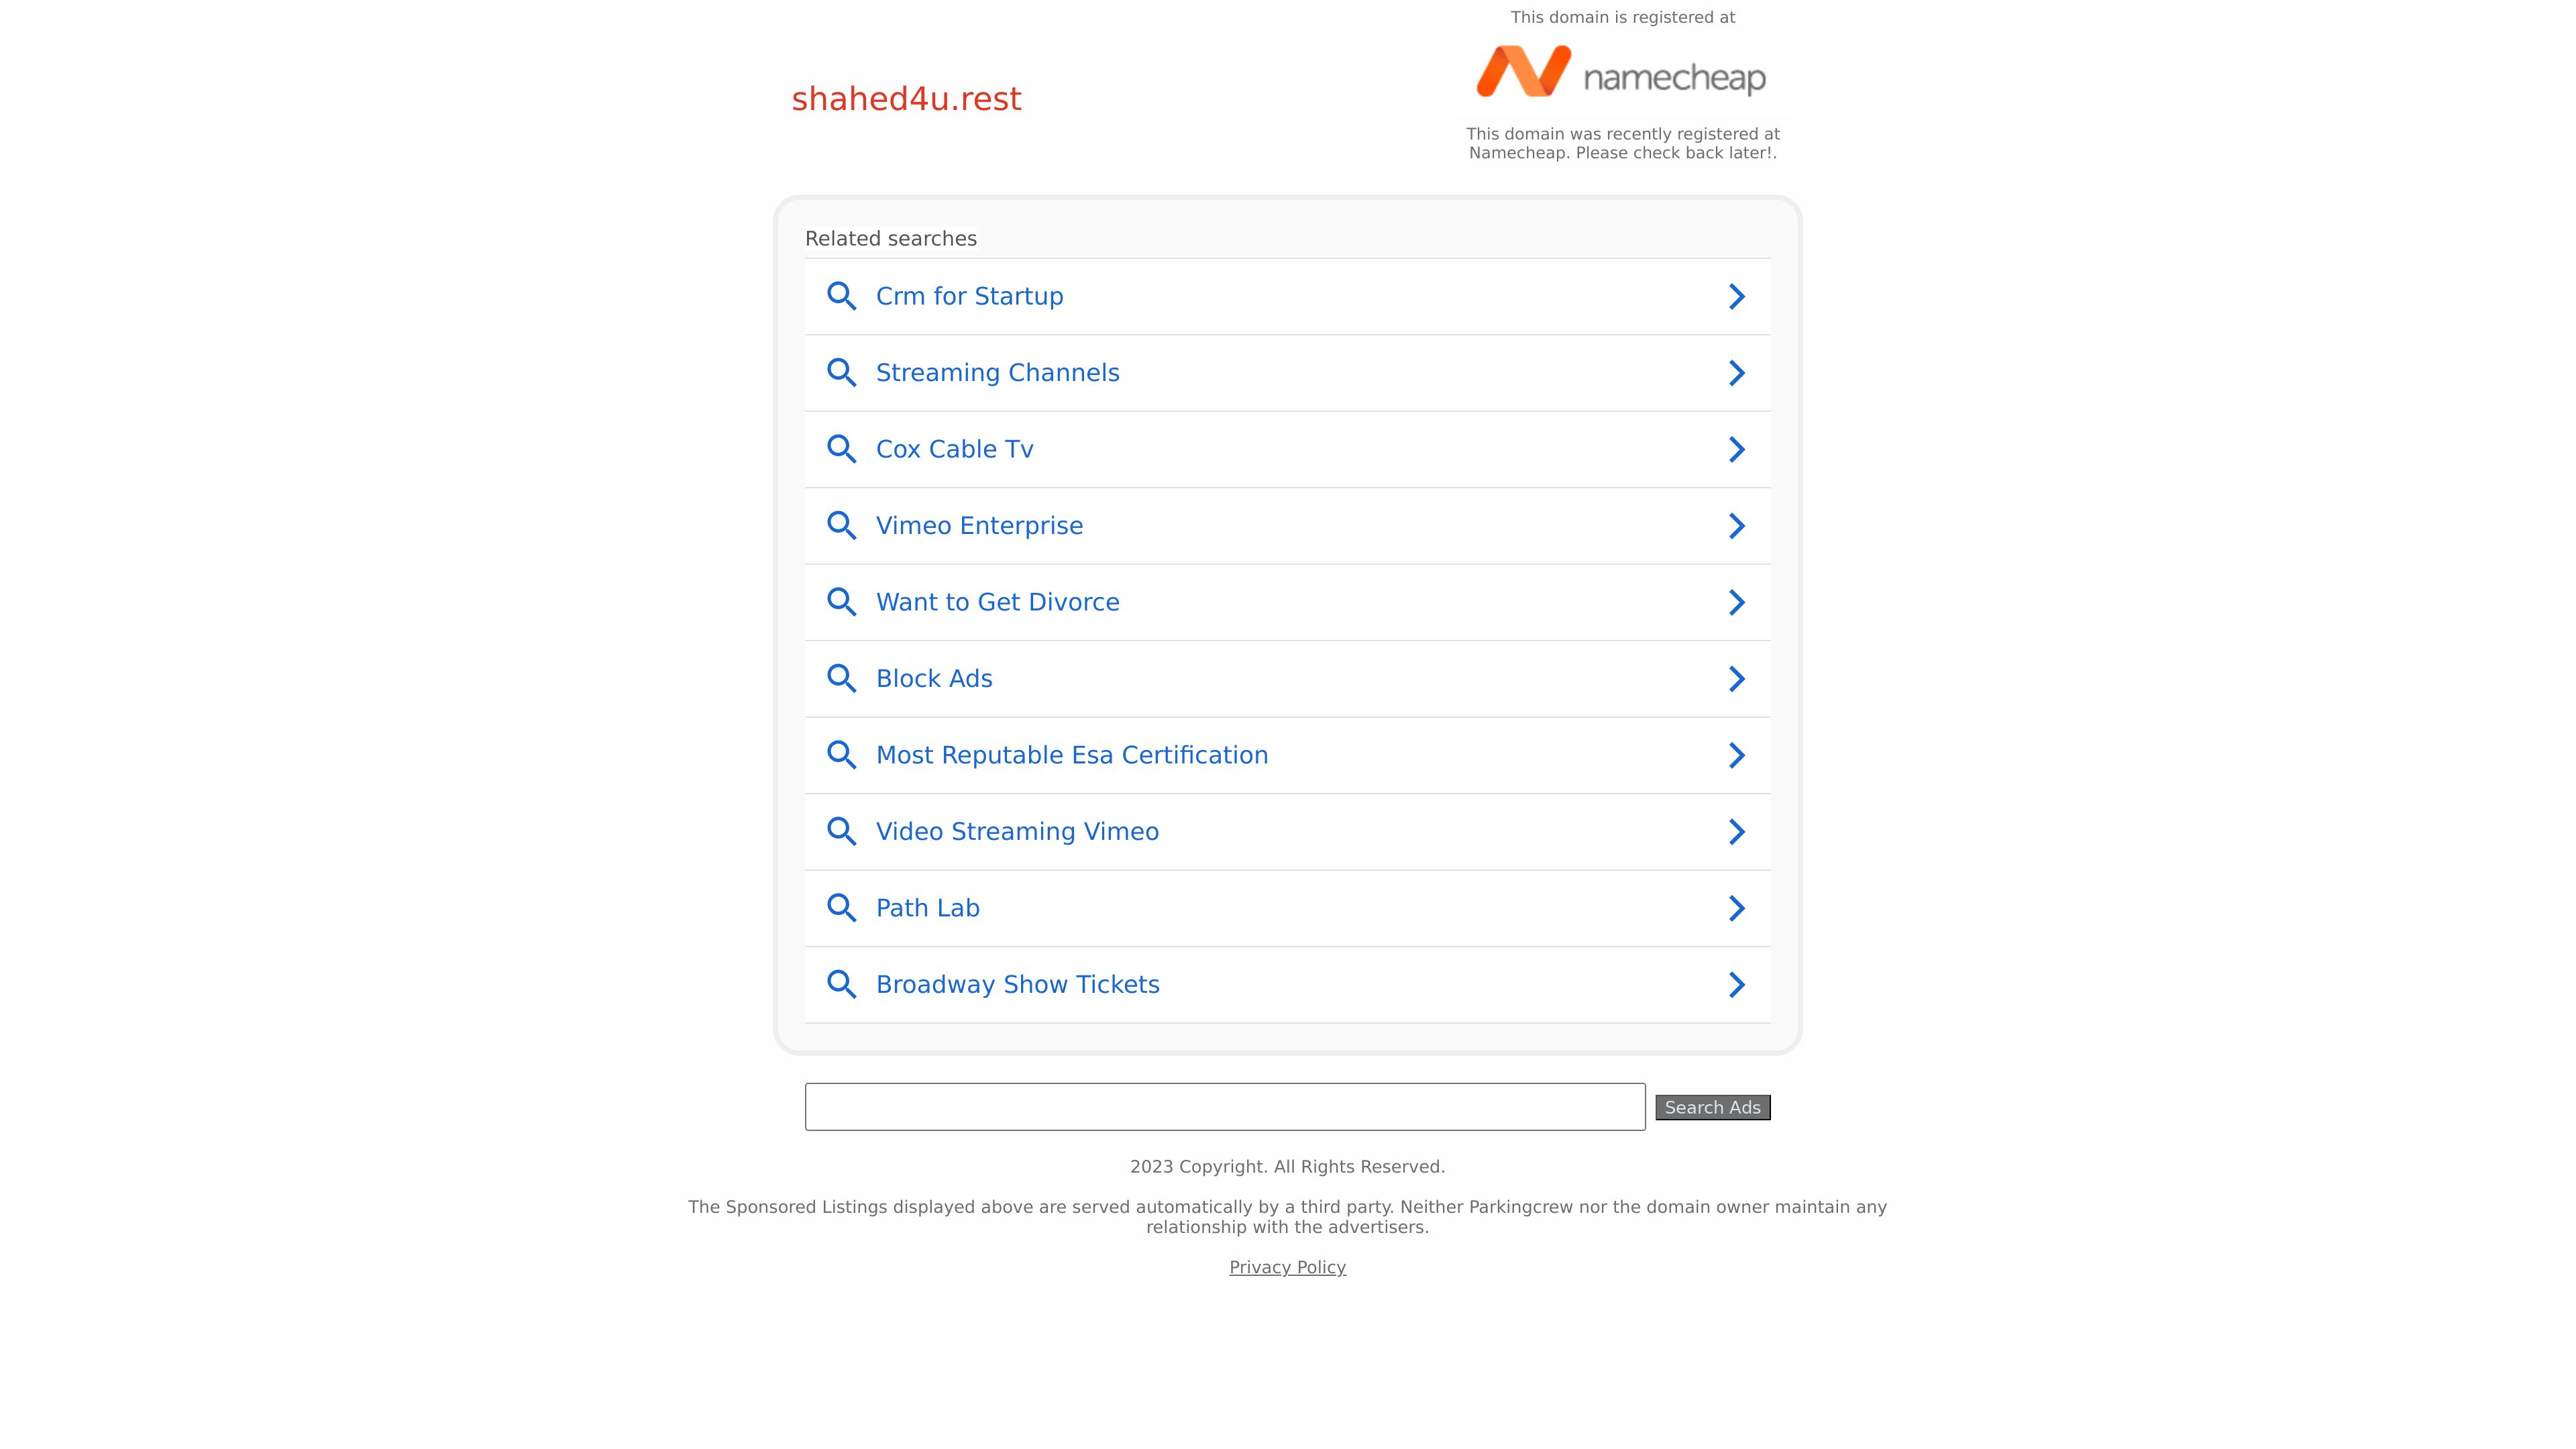 This domain is registered at
namecheap
shahed4u.rest
This domain was recently registered at
Namecheap. Please check back later!.
Related searches
Crm for Startup
Streaming Channels
Cox Cable Tv
Vimeo Enterprise
Want to Get Divorce
Block Ads
Most Reputable Esa Certification
Video Streaming Vimeo
Path Lab
Broadway Show Tickets
Search Ads
2023 Copyright. All Rights Reserved.
The Sponsored Listings displayed above are served automatically by a third party. Neither Parkingcrew nor the domain owner maintain any
relationship with the advertisers.
Privacy Policy